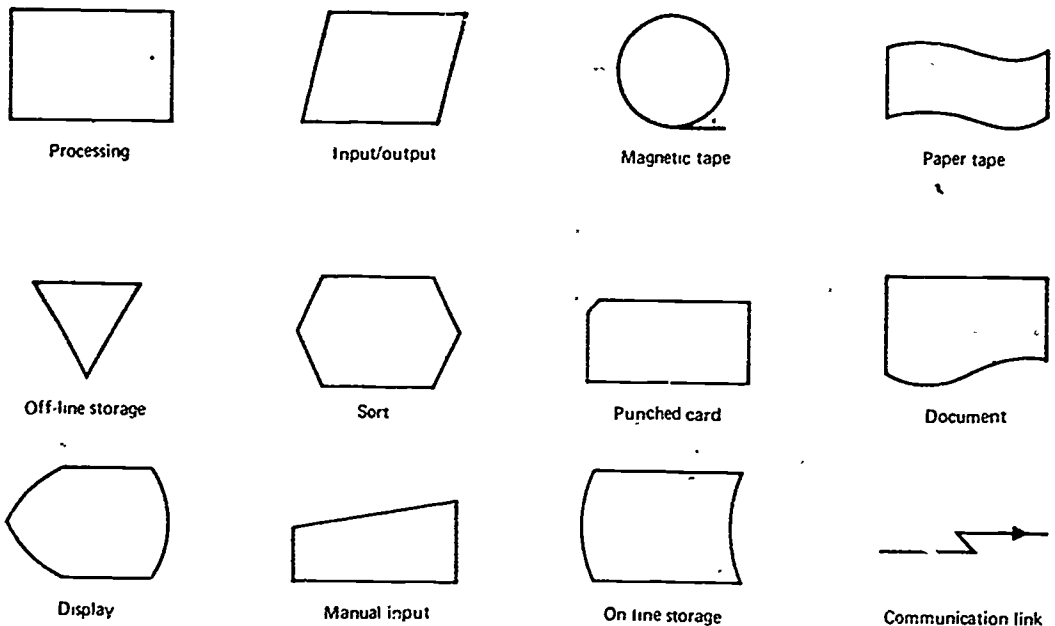 Processing
Input/output
Magnetic tape
Paper tape
Off-line storage
Sort
Punched card
Document
Display
Manual input
On line storage
Communication link